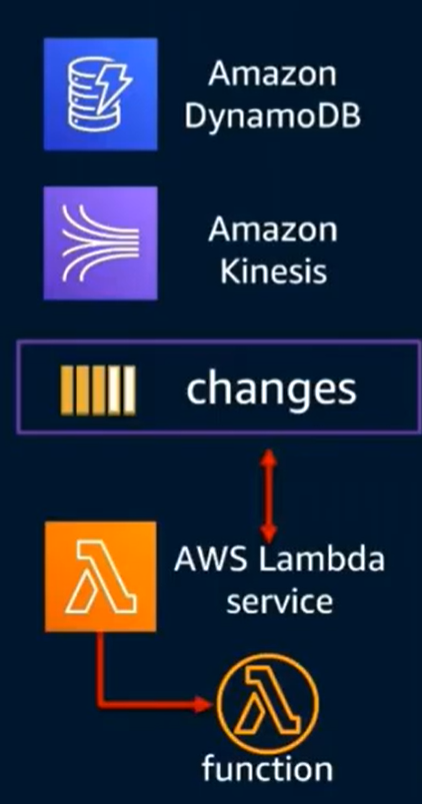 Amazon
DynamoDB
Amazon
Kinesis
changes
AWS Lambda
service
function